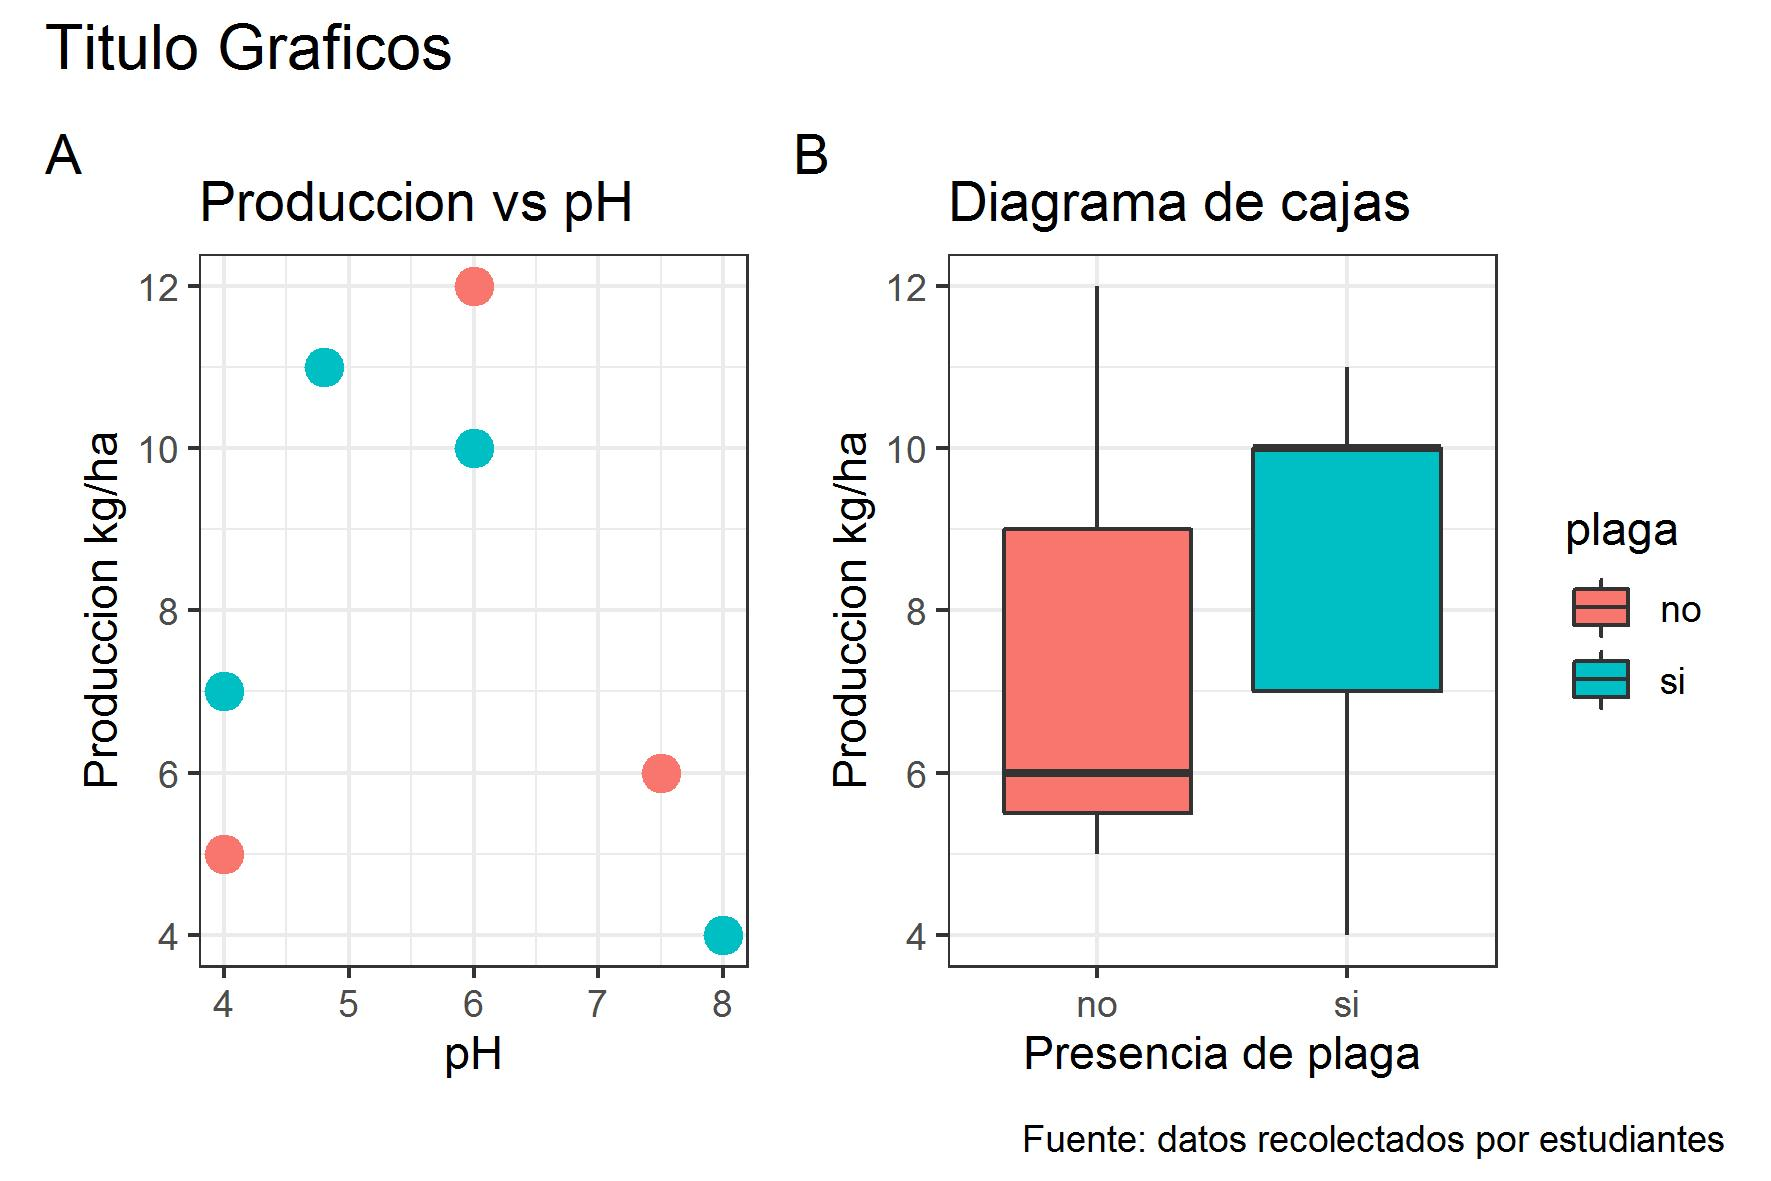 Titulo Graficos
A
Produccion vs pH
12
10
8
6
4
Produccion kg/ha
4 5 6 7 8
pH
B
Diagrama de cajas
12
10
8
6
4
Produccion kg/ha
no si
Presencia de plaga
plaga
no
si
Fuente: datos recolectados por estudiantes